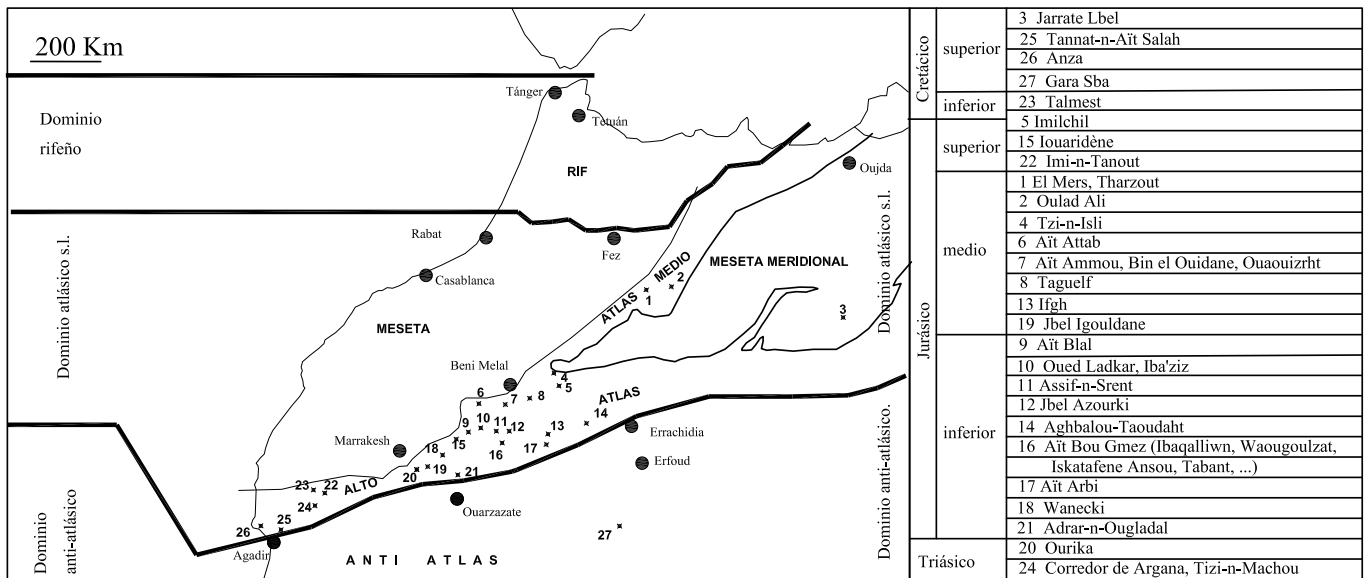 200 Km
Tánger
Tetuán
Dominio
rifeño
RIF
Oujda
Rabat
Fez
Casablanca
Dominio atlásico s.l.
MESETA
ATLAS MEDIO
MESETA MERIDIONAL
Dominio atlásico s.l.
1
2
3
Beni Melal
4
5
6
7
8
ATLAS
9
10
11
12
13
14
15
16
17
18
19
20
21
Marrakesh
Errachidia
Erfoud
ALTO
22
23
24
25
26
27
Ouarzazate
Agadir
Dominio
anti-atlásico
ANTI ATLAS
Dominio anti-atlásico.
Cretácico
superior
3 Jarrate Lbel
25 Tannat-n-Aït Salah
26 Anza
27 Gara Sba
inferior
23 Talmest
Jurásico
superior
5 Imilchil
15 Iouaridène
22 Imi-n-Tanout
medio
1 El Mers, Tharzout
2 Oulad Ali
4 Tzi-n-Isli
6 Aït Attab
7 Aït Ammou, Bin el Ouidane, Ouaouizrht
8 Taguelf
13 Ifgh
19 Jbel Igouldane
inferior
9 Aït Blal
10 Oued Ladkar, Iba'ziz
11 Assif-n-Srent
12 Jbel Azourki
14 Aghbalou-Taoudaht
16 Aït Bou Gmez (Ibaqalliwn, Waougoulzat,
Iskatafene Ansou, Tabant, ...)
17 Aït Arbi
18 Wanecki
21 Adrar-n-Ougladal
Triásico
20 Ourika
24 Corredor de Argana, Tizi-n-Machou